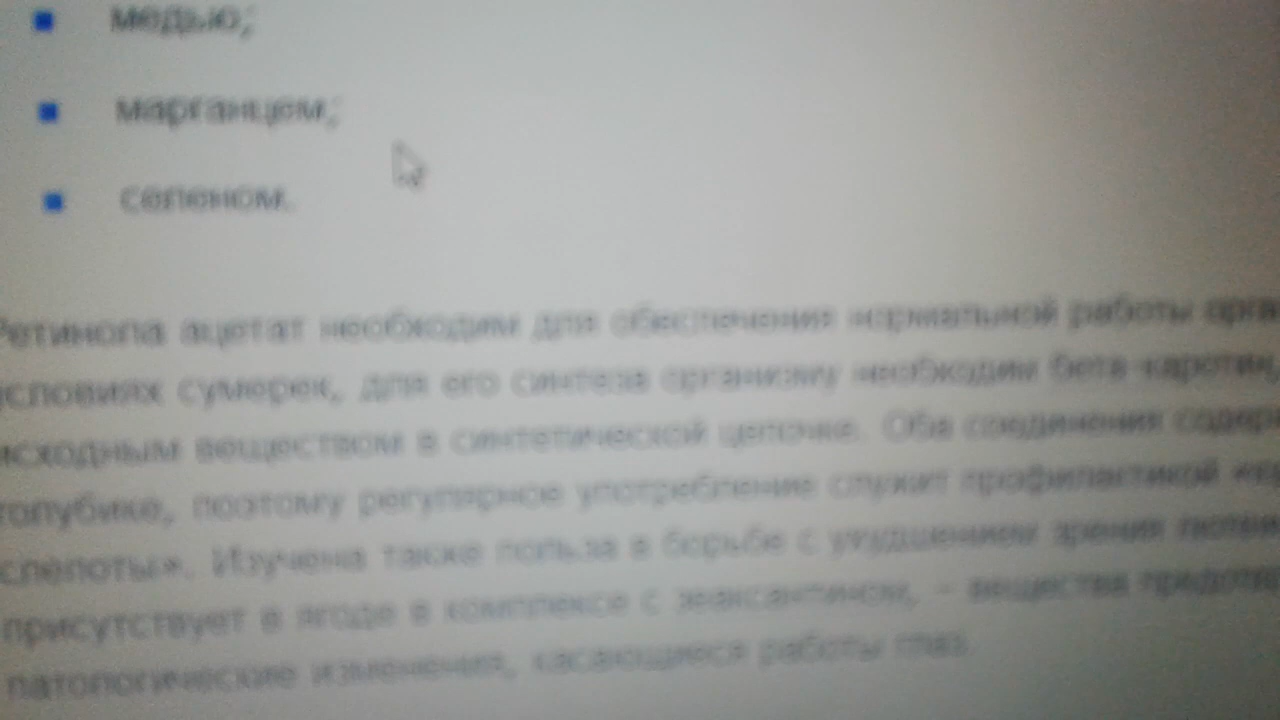 медью;
марганцем;
селеном.
Ретинола ацетат необходим для обеспечения нормальной работы
условиях сумерек, для его синтеза организму необходим бета-каротин,
исходным веществом в синтетической цепочке. Оба соединения
голубике, поэтому регулярное употребление служит профилактикой
слепоты». Изучена также польза в борьбе с ухудшением зрения
присутствует в ягоде в комплексе с зеаксантином, – вещества
патологические изменения, касающиеся работы глаз.